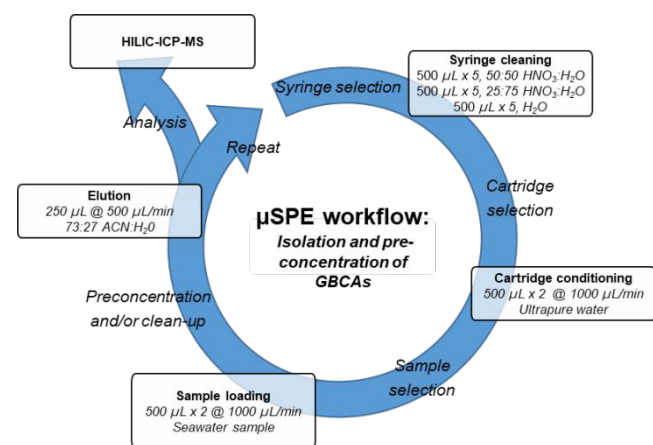 HILIC-ICP-MS
Analysis
Repeat
Syringe selection
Syringe cleaning
500 µL x 5, 50:50 HNO₃:H₂O
500 µL x 5, 25:75 HNO₃:H₂O
500 µL x 5, H₂O
Cartridge
selection
Cartridge conditioning
500 µL x 2 @ 1000 µL/min
Ultrapure water
Sample
selection
Sample loading
500 µL x 2 @ 1000 µL/min
Seawater sample
Preconcentration
and/or clean-up
Elution
250 µL @ 500 µL/min
73:27 ACN:H₂0
µSPE workflow:
Isolation and pre-
concentration of
GBCAs